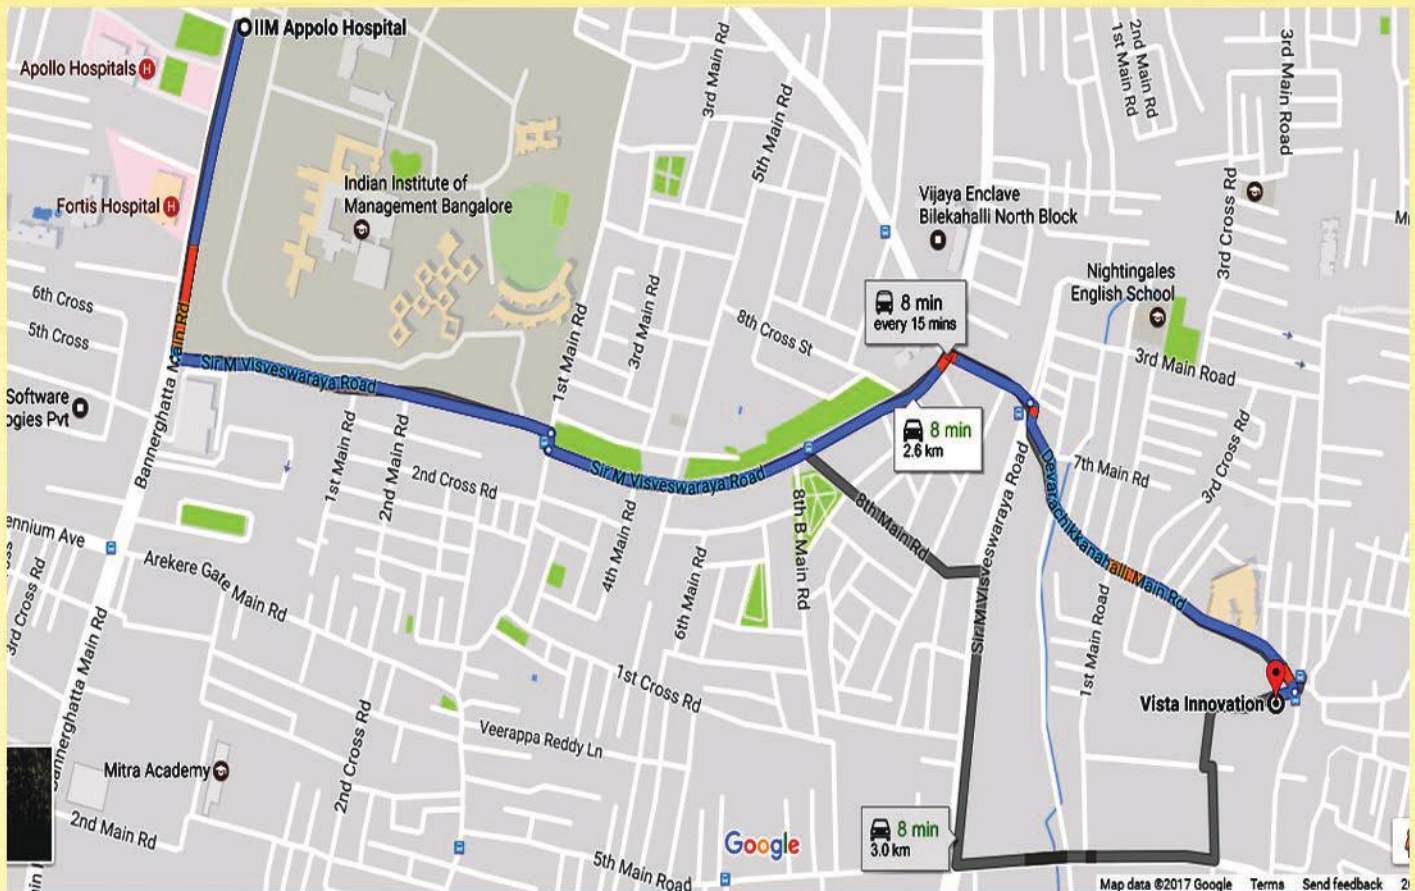 IIM Appolo Hospital
Apollo Hospitals
H
Fortis Hospital
H
Indian Institute of
Management Bangalore
3rd Main Rd
5th Main Rd
2nd Main Rd
1st Main Rd
3rd Main Road
3rd Cross Rd
Vijaya Enclave
Bilekahalli North Block
Nightingales
English School
3rd Main Road
6th Cross
5th Cross
Software
ogies Pvt
Bannerghatta Main Rd
Sir M Visveswaraya Road
1st Main Rd
3rd Main Rd
8th Cross St
8 min
every 15 mins
8 min
2.6 km
1st Main Rd
2nd Main Rd
2nd Cross Rd
Sir M Visveswaraya Road
8th Main Rd
8th B Main Rd
Sir M Visveswaraya Road
Devarachikkanahalli Main Rd
7th Main Rd
3rd Cross Rd
ennium Ave
Arekere Gate Main Rd
3rd Cross Rd
4th Main Rd
6th Main Rd
1st Main Road
1st Cross Rd
Veerappa Reddy Ln
Vista Innovation
Bannerghatta Main Rd
2nd Cross Rd
Mitra Academy
2nd Main Rd
8 min
3.0 km
Google
5th Main Road
Map data ©2017 Google Terms Send feedback